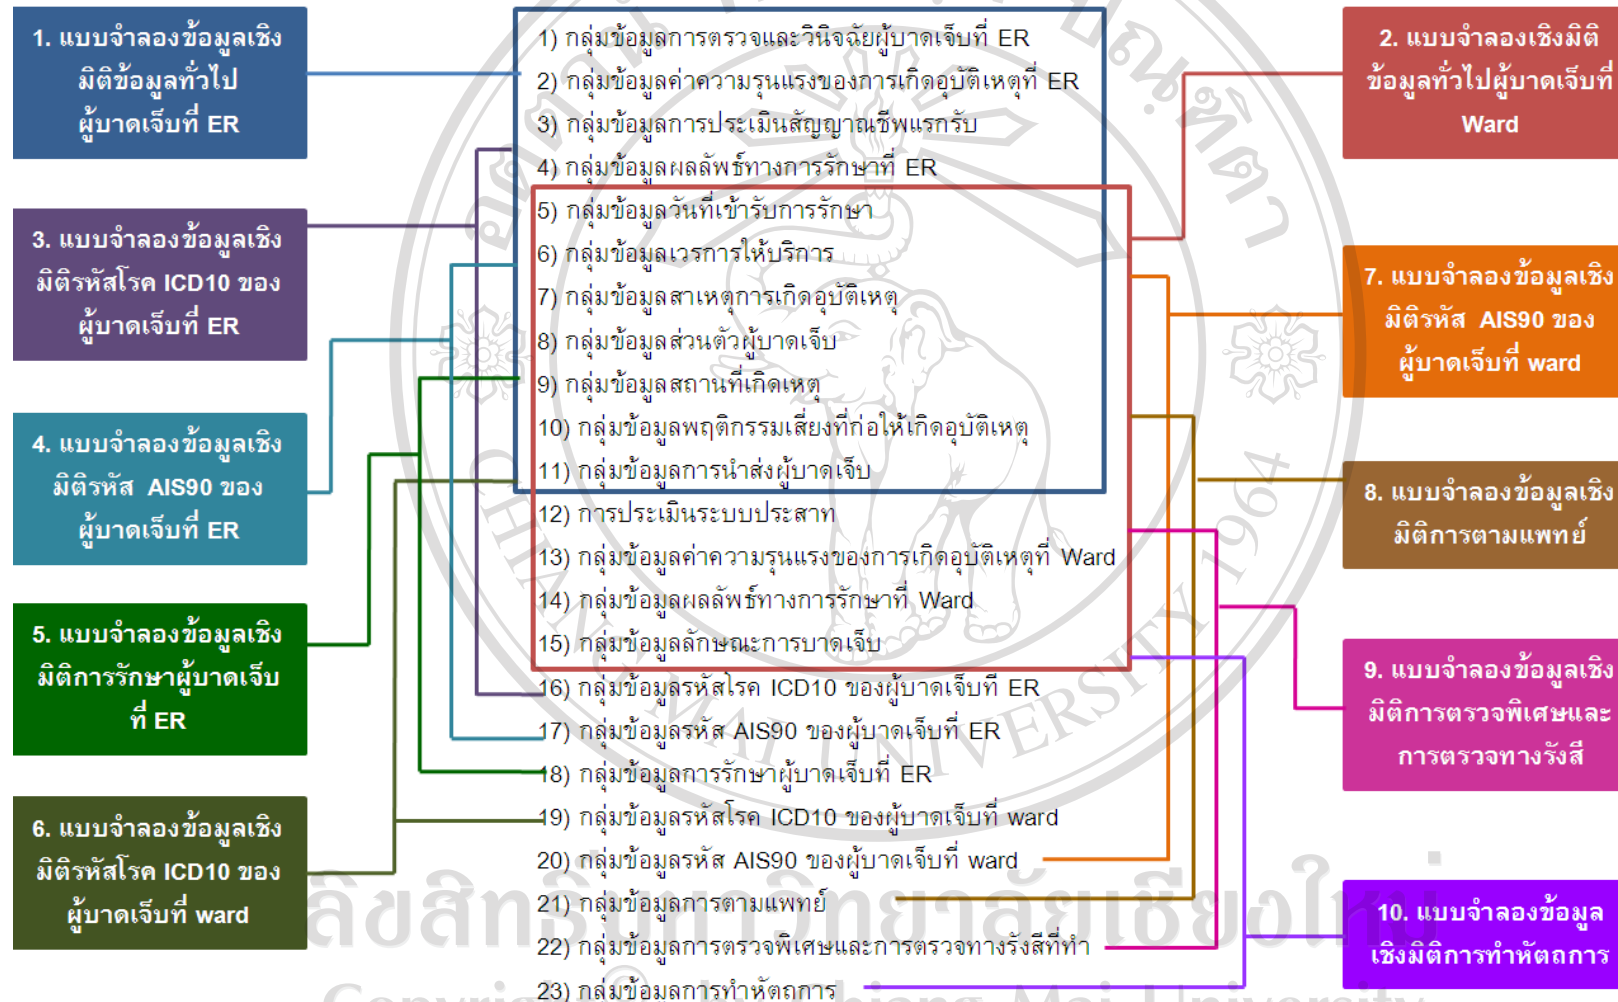 1. แบบจำลองข้อมูลเชิง
มิติข้อมูลทั่วไป
ผู้บาดเจ็บที่ ER
3. แบบจำลองข้อมูลเชิง
มิติรหัสโรค ICD10 ของ
ผู้บาดเจ็บที่ ER
4. แบบจำลองข้อมูลเชิง
มิติรหัส AIS90 ของ
ผู้บาดเจ็บที่ ER
5. แบบจำลองข้อมูลเชิง
มิติการรักษาผู้บาดเจ็บ
ที่ ER
6. แบบจำลองข้อมูลเชิง
มิติรหัสโรค ICD10 ของ
ผู้บาดเจ็บที่ ward
1) กลุ่มข้อมูลการตรวจและวินิจฉัยผู้บาดเจ็บที่ ER
2) กลุ่มข้อมูลค่าความรุนแรงของการเกิดอุบัติเหตุที่ ER
3) กลุ่มข้อมูลการประเมินสัญญาณชีพแรกรับ
4) กลุ่มข้อมูลผลลัพธ์ทางการรักษาที่ ER
5) กลุ่มข้อมูลวันที่เข้ารับการรักษา
6) กลุ่มข้อมูลเวรการให้บริการ
7) กลุ่มข้อมูลสาเหตุการเกิดอุบัติเหตุ
8) กลุ่มข้อมูลส่วนตัวผู้บาดเจ็บ
9) กลุ่มข้อมูลสถานที่เกิดเหตุ
10) กลุ่มข้อมูลพฤติกรรมเสี่ยงที่ก่อให้เกิดอุบัติเหตุ
11) กลุ่มข้อมูลการนำส่งผู้บาดเจ็บ
12) การประเมินระบบประสาท
13) กลุ่มข้อมูลค่าความรุนแรงของการเกิดอุบัติเหตุที่ Ward
14) กลุ่มข้อมูลผลลัพธ์ทางการรักษาที่ Ward
15) กลุ่มข้อมูลลักษณะการบาดเจ็บ
16) กลุ่มข้อมูลรหัสโรค ICD10 ของผู้บาดเจ็บที่ ER
17) กลุ่มข้อมูลรหัส AIS90 ของผู้บาดเจ็บที่ ER
18) กลุ่มข้อมูลการรักษาผู้บาดเจ็บที่ ER
19) กลุ่มข้อมูลรหัสโรค ICD10 ของผู้บาดเจ็บที่ ward
20) กลุ่มข้อมูลรหัส AIS90 ของผู้บาดเจ็บที่ ward
21) กลุ่มข้อมูลการตามแพทย์
22) กลุ่มข้อมูลการตรวจพิเศษและการตรวจทางรังสีที่ทำ
23) กลุ่มข้อมูลการทำหัตถการ
2. แบบจำลองเชิงมิติ
ข้อมูลทั่วไปผู้บาดเจ็บที่
Ward
7. แบบจำลองข้อมูลเชิง
มิติรหัส AIS90 ของ
ผู้บาดเจ็บที่ ward
8. แบบจำลองข้อมูลเชิง
มิติการตามแพทย์
9. แบบจำลองข้อมูลเชิง
มิติการตรวจพิเศษและ
การตรวจทางรังสี
10. แบบจำลองข้อมูล
เชิงมิติการทำหัตถการ
CHIANG MAI UNIVERSITY 1964
ลิขสิทธิ์มหาวิทยาลัยเชียงใหม่
Chiang Mai University